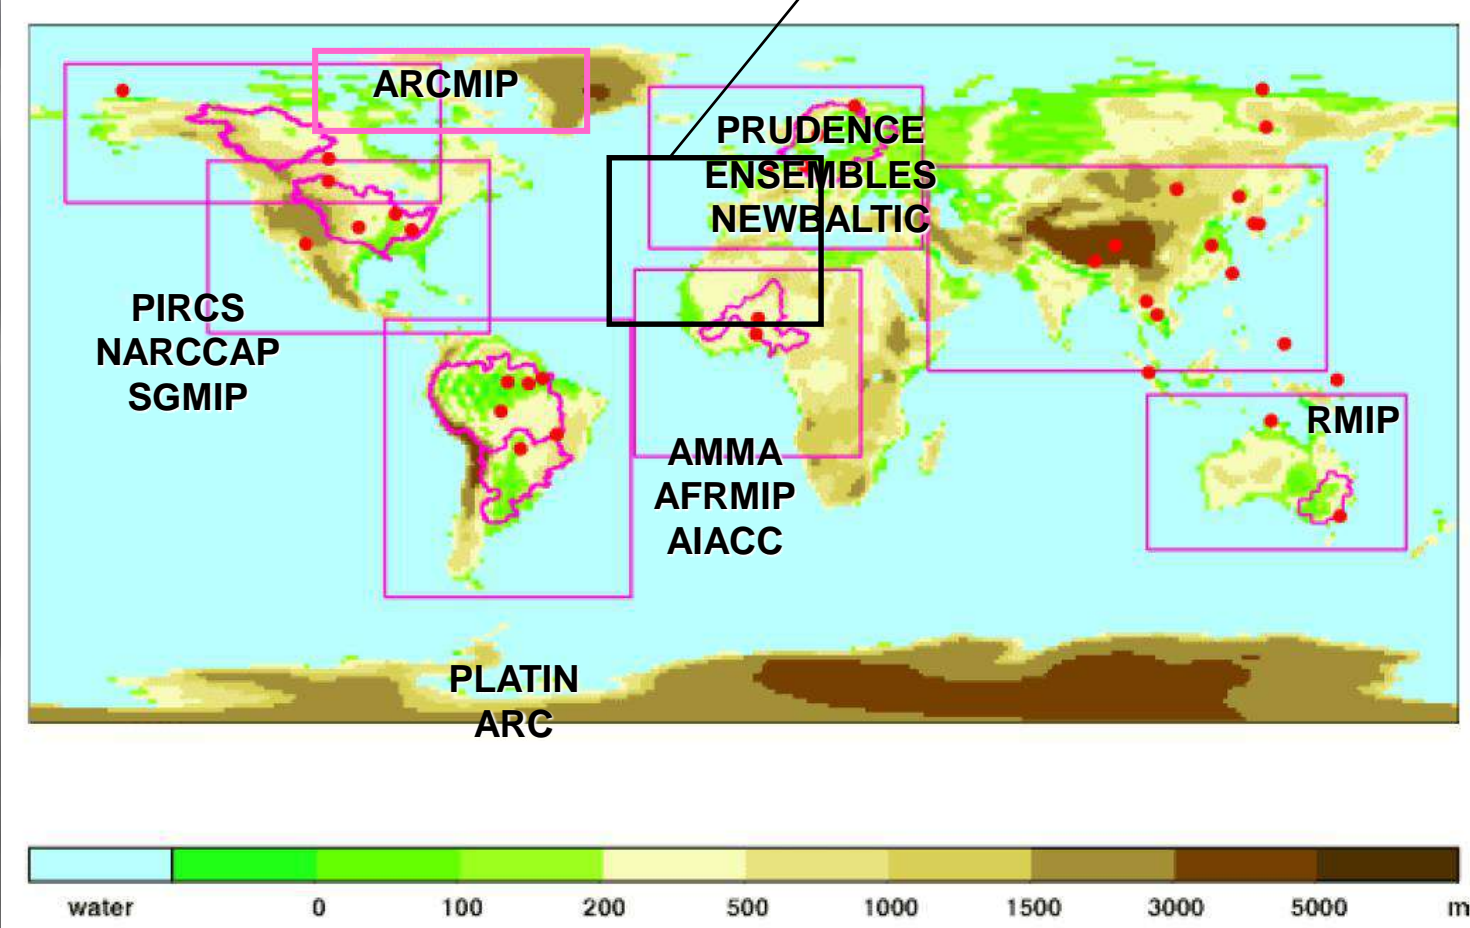 ARCMIP
PRUDENCE
ENSEMBLES
NEWBALTIC
PIRCS
NARCCAP
SGMIP
RMIP
AMMA
AFRMIP
AIACC
PLATIN
ARC
water 0 100 200 500 1000 1500 3000 5000 m